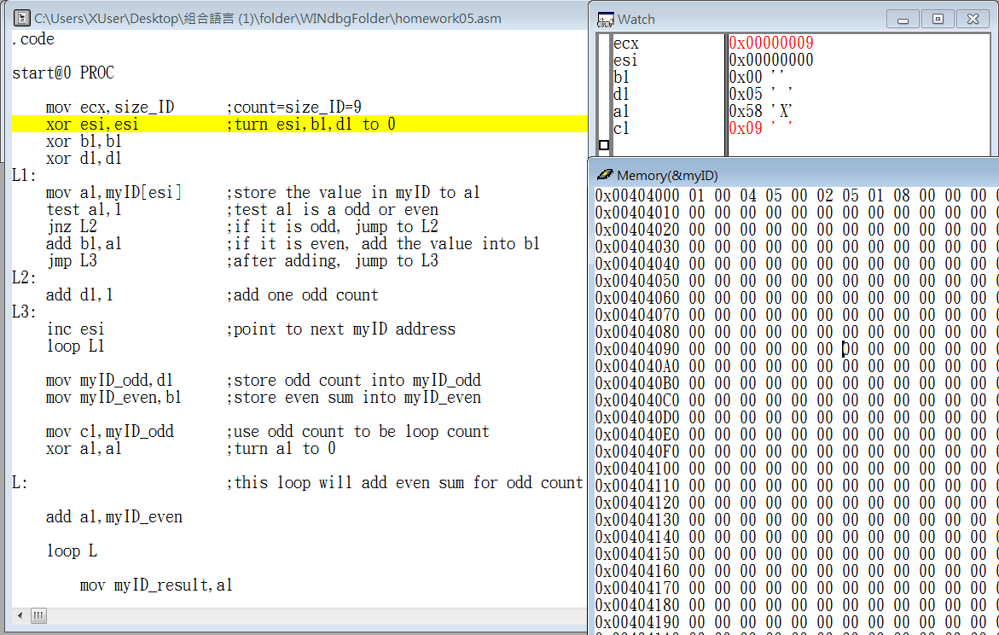 C:\Users\XUser\Desktop\組合語言 (1)\folder\WINdbgFolder\homework05.asm
.code
start@0 PROC
mov ecx,size_ID ;count=size_ID=9
xor esi,esi ;turn esi,bl,dl to 0
xor bl,bl
xor dl,dl
L1:
mov al,myID[esi] ;store the value in myID to al
test al,1 ;test al is a odd or even
jnz L2 ;if it is odd, jump to L2
add bl,al ;if it is even, add the value into bl
jmp L3 ;after adding, jump to L3
L2:
add dl,1 ;add one odd count
L3:
inc esi ;point to next myID address
loop L1
mov myID_odd,dl ;store odd count into myID_odd
mov myID_even,bl ;store even sum into myID_even
mov cl,myID_odd ;use odd count to be loop count
xor al,al ;turn al to 0
L: ;this loop will add even sum for odd count
add al,myID_even
loop L
mov myID_result,al
Watch
ecx 0x00000009
esi 0x00000000
bl 0x00 ' '
dl 0x05 ' '
al 0x58 'X'
cl 0x09 ' '
Memory(&myID)
0x00404000 01 00 04 05 00 02 05 01 08 00 00 00
0x00404010 00 00 00 00 00 00 00 00 00 00 00 00
0x00404020 00 00 00 00 00 00 00 00 00 00 00 00
0x00404030 00 00 00 00 00 00 00 00 00 00 00 00
0x00404040 00 00 00 00 00 00 00 00 00 00 00 00
0x00404050 00 00 00 00 00 00 00 00 00 00 00 00
0x00404060 00 00 00 00 00 00 00 00 00 00 00 00
0x00404070 00 00 00 00 00 00 00 00 00 00 00 00
0x00404080 00 00 00 00 00 00 00 00 00 00 00 00
0x00404090 00 00 00 00 00 00 00 00 00 00 00 00
0x004040A0 00 00 00 00 00 00 00 00 00 00 00 00
0x004040B0 00 00 00 00 00 00 00 00 00 00 00 00
0x004040C0 00 00 00 00 00 00 00 00 00 00 00 00
0x004040D0 00 00 00 00 00 00 00 00 00 00 00 00
0x004040E0 00 00 00 00 00 00 00 00 00 00 00 00
0x004040F0 00 00 00 00 00 00 00 00 00 00 00 00
0x00404100 00 00 00 00 00 00 00 00 00 00 00 00
0x00404110 00 00 00 00 00 00 00 00 00 00 00 00
0x00404120 00 00 00 00 00 00 00 00 00 00 00 00
0x00404130 00 00 00 00 00 00 00 00 00 00 00 00
0x00404140 00 00 00 00 00 00 00 00 00 00 00 00
0x00404150 00 00 00 00 00 00 00 00 00 00 00 00
0x00404160 00 00 00 00 00 00 00 00 00 00 00 00
0x00404170 00 00 00 00 00 00 00 00 00 00 00 00
0x00404180 00 00 00 00 00 00 00 00 00 00 00 00
0x00404190 00 00 00 00 00 00 00 00 00 00 00 00